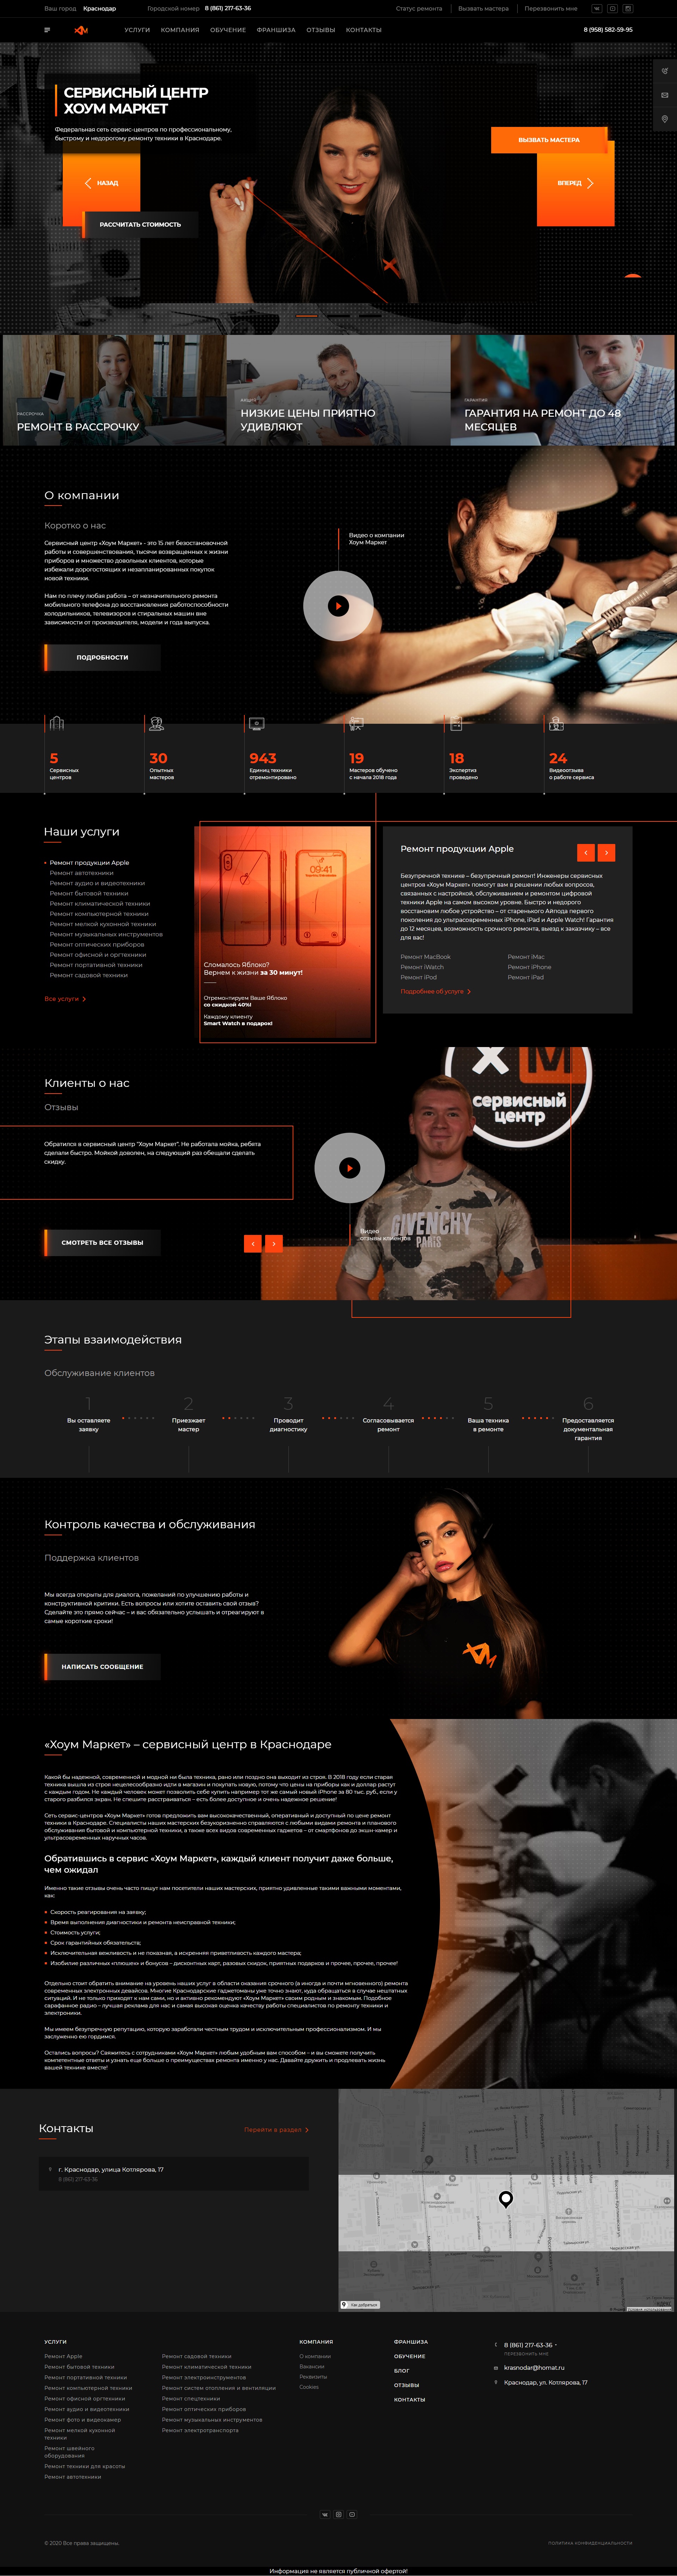 Ваш город Краснодар
Городской номер 8 (861) 217-63-36
Статус ремонта
Вызвать мастера
Перезвоните мне
УСЛУГИ КОМПАНИЯ ОБУЧЕНИЕ ФРАНШИЗА ОТЗЫВЫ КОНТАКТЫ
8 (958) 582-59-95
СЕРВИСНЫЙ ЦЕНТР
ХОУМ МАРКЕТ
Федеральная сеть сервис-центров по профессиональному,
быстрому и недорогому ремонту техники в Краснодаре.
ВЫЗВАТЬ МАСТЕРА
НАЗАД
ВПЕРЕД
РАССЧИТАТЬ СТОИМОСТЬ
РАССРОЧКА
РЕМОНТ В РАССРОЧКУ
АКЦИЯ
НИЗКИЕ ЦЕНЫ ПРИЯТНО
УДИВЛЯЮТ
ГАРАНТИЯ
ГАРАНТИЯ НА РЕМОНТ ДО 48
МЕСЯЦЕВ
О компании
Коротко о нас
Сервисный центр «Хоум Маркет» - это 15 лет безостановочной
работы и совершенствования, тысячи возвращенных к жизни
приборов и множество довольных клиентов, которые
избежали дорогостоящих и незапланированных покупок
новой техники.
Нам по плечу любая работа – от незначительного ремонта
мобильного телефона до восстановления работоспособности
холодильников, телевизоров и стиральных машин вне
зависимости от производителя, модели и года выпуска.
Видео о компании
Хоум Маркет
ПОДРОБНОСТИ
5
Сервисных
центров
30
Опытных
мастеров
943
Единиц техники
отремонтировано
19
Мастеров обучено
с начала 2018 года
18
Экспертиз
проведено
24
Видеоотзыва
о работе сервиса
Наши услуги
Ремонт продукции Apple
Ремонт автотехники
Ремонт аудио и видеотехники
Ремонт бытовой техники
Ремонт климатической техники
Ремонт компьютерной техники
Ремонт мелкой кухонной техники
Ремонт музыкальных инструментов
Ремонт оптических приборов
Ремонт офисной и оргтехники
Ремонт портативной техники
Ремонт садовой техники
Все услуги
09:41
Сломалось Яблоко?
Вернем к жизни за 30 минут!
Отремонтируем Ваше Яблоко
со скидкой 40%!
Каждому клиенту
Smart Watch в подарок!
Ремонт продукции Apple
Безупречной технике – безупречный ремонт! Инженеры сервисных
центров «Хоум Маркет» помогут вам в решении любых вопросов,
связанных с настройкой, обслуживанием и ремонтом цифровой
техники Apple на самом высоком уровне. Быстро и недорого
восстановим любое устройство – от старенького Айпода первого
поколения до ультрасовременных iPhone, iPad и Apple Watch! Гарантия
до 12 месяцев, возможность срочного ремонта, выезд к заказчику – все
для вас!
Ремонт MacBook
Ремонт iMac
Ремонт iWatch
Ремонт iPhone
Ремонт iPod
Ремонт iPad
Подробнее об услуге
Клиенты о нас
Отзывы
Обратился в сервисный центр "Хоум Маркет". Не работала мойка, ребята
сделали быстро. Мойкой доволен, на следующий раз обещали сделать
скидку.
сервисный
центр
GIVENCHY
PARIS
Видео
отзывы клиентов
СМОТРЕТЬ ВСЕ ОТЗЫВЫ
Этапы взаимодействия
Обслуживание клиентов
1
Вы оставляете
заявку
2
Приезжает
мастер
3
Проводит
диагностику
4
Согласовывается
ремонт
5
Ваша техника
в ремонте
6
Предоставляется
документальная
гарантия
Контроль качества и обслуживания
Поддержка клиентов
Мы всегда открыты для диалога, пожеланий по улучшению работы и
конструктивной критики. Есть вопросы или хотите оставить свой отзыв?
Сделайте это прямо сейчас – и вас обязательно услышат и отреагируют в
самые короткие сроки!
НАПИСАТЬ СООБЩЕНИЕ
«Хоум Маркет» – сервисный центр в Краснодаре
Какой бы надежной, современной и модной ни была техника, рано или поздно она выходит из строя. В 2018 году если старая
техника вышла из строя нецелесообразно идти в магазин и покупать новую, потому что цены на приборы как и доллар растут
с каждым годом. Не каждый человек может позволить себе купить например тот же самый новый iPhone за 80 тыс. руб., если у
старого разбился экран. Не спешите расстраиваться – есть более доступное и очень надежное решение!
Сеть сервис-центров «Хоум Маркет» готов предложить вам высококачественный, оперативный и доступный по цене ремонт
техники в Краснодаре. Специалисты наших мастерских безукоризненно справляются с любыми видами ремонта и планового
обслуживания бытовой и компьютерной техники, а также всех видов современных гаджетов – от смартфонов до экшн-камер и
ультрасовременных наручных часов.
Обратившись в сервис «Хоум Маркет», каждый клиент получит даже больше,
чем ожидал
Именно такие отзывы очень часто пишут нам посетители наших мастерских, приятно удивленные такими важными моментами,
как:
Скорость реагирования на заявку;
Время выполнения диагностики и ремонта неисправной техники;
Стоимость услуги;
Срок гарантийных обязательств;
Исключительная вежливость и не показная, а искренняя приветливость каждого мастера;
Изобилие различных «плюшек» и бонусов – дисконтных карт, разовых скидок, приятных подарков и прочее, прочее, прочее!
Отдельно стоит обратить внимание на уровень наших услуг в области оказания срочного (а иногда и почти мгновенного) ремонта
современных электронных девайсов. Многие Краснодарские гаджетоманы уже точно знают, куда обращаться в случае нештатных
ситуаций. И не только приходят к нам сами, но и активно рекомендуют «Хоум Маркет» своим родным и знакомым. Подобное
сарафанное радио – лучшая реклама для нас и самая высокая оценка качеству работы специалистов по ремонту техники и
электроники.
Мы имеем безупречную репутацию, которую заработали честным трудом и исключительным профессионализмом. И мы
заслуженно ею гордимся.
Остались вопросы? Свяжитесь с сотрудниками «Хоум Маркет» любым удобным вам способом – и вы сможете получить
компетентные ответы и узнать еще больше о преимуществах ремонта именно у нас. Давайте дружить и продлевать жизнь
вашей технике вместе!
Контакты
Перейти в раздел
г. Краснодар, улица Котлярова, 17
8 (861) 217-63-36
Как добраться
УСЛУГИ
Ремонт Apple
Ремонт бытовой техники
Ремонт портативной техники
Ремонт компьютерной техники
Ремонт офисной оргтехники
Ремонт аудио и видеотехники
Ремонт фото и видеокамер
Ремонт мелкой кухонной
техники
Ремонт швейного
оборудования
Ремонт техники для красоты
Ремонт автотехники
Ремонт садовой техники
Ремонт климатической техники
Ремонт электроинструментов
Ремонт систем отопления и вентиляции
Ремонт спецтехники
Ремонт оптических приборов
Ремонт музыкальных инструментов
Ремонт электротранспорта
КОМПАНИЯ
О компании
Вакансии
Реквизиты
Cookies
ФРАНШИЗА
ОБУЧЕНИЕ
БЛОГ
ОТЗЫВЫ
КОНТАКТЫ
8 (861) 217-63-36
ПЕРЕЗВОНИТЬ МНЕ
krasnodar@homat.ru
Краснодар, ул. Котлярова, 17
© 2020 Все права защищены.
ПОЛИТИКА КОНФИДЕНЦИАЛЬНОСТИ
Информация не является публичной офертой!